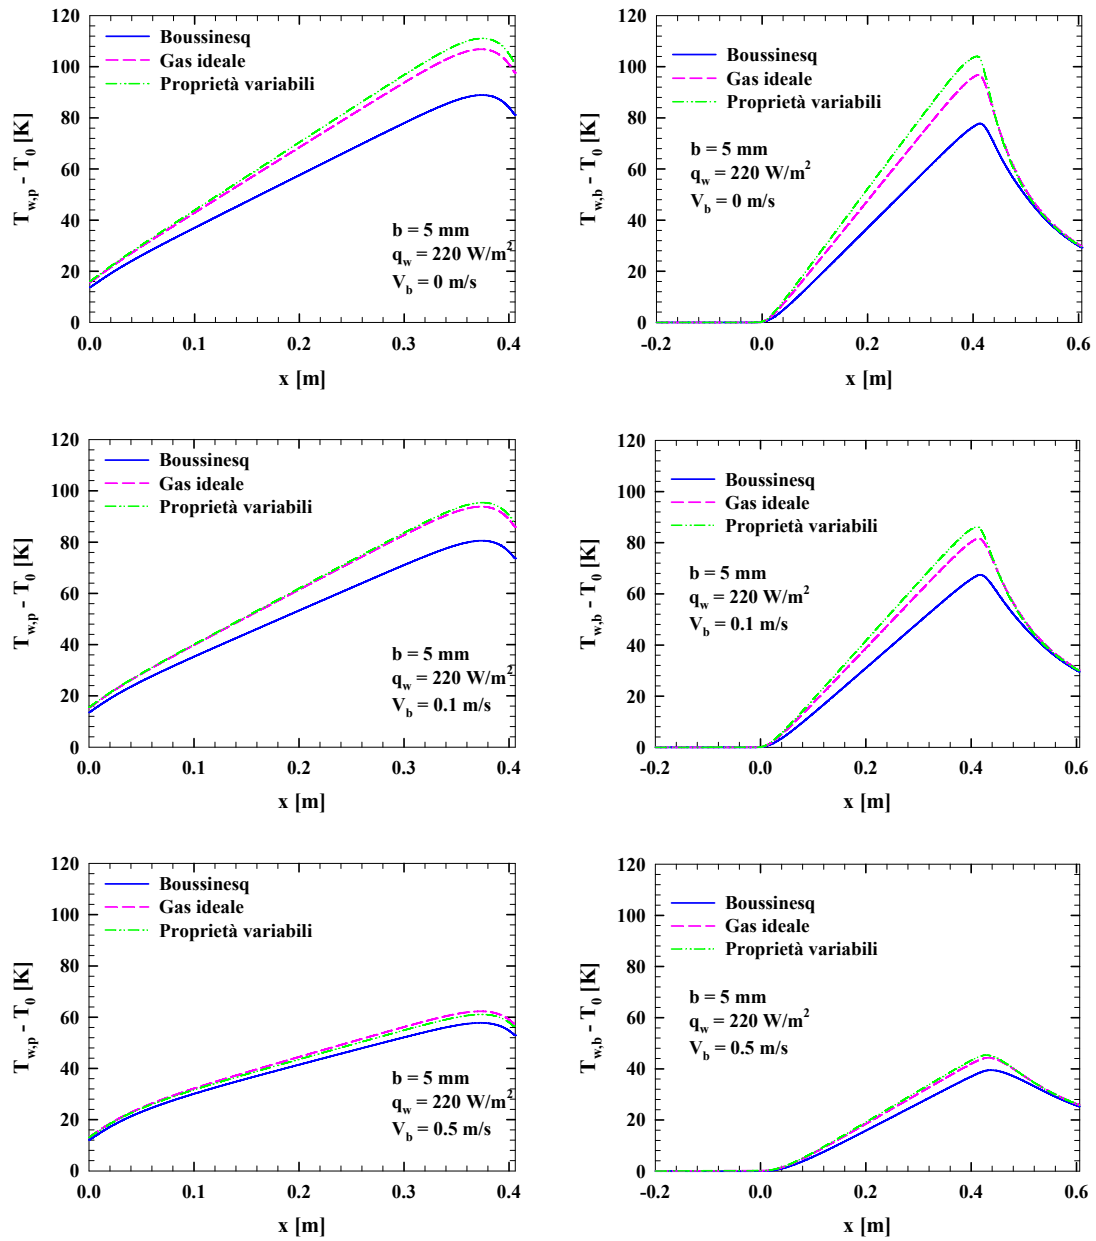 120
100
80
60
40
20
0
T_{w,p} - T_0 [K]
Boussinesq
Gas ideale
Proprietà variabili
b = 5 mm
q_w = 220 W/m^2
V_b = 0 m/s
0.0 0.1 0.2 0.3 0.4
x [m]
120
100
80
60
40
20
0
T_{w,b} - T_0 [K]
Boussinesq
Gas ideale
Proprietà variabili
b = 5 mm
q_w = 220 W/m^2
V_b = 0 m/s
-0.2 0.0 0.2 0.4 0.6
x [m]
120
100
80
60
40
20
0
T_{w,p} - T_0 [K]
Boussinesq
Gas ideale
Proprietà variabili
b = 5 mm
q_w = 220 W/m^2
V_b = 0.1 m/s
0.0 0.1 0.2 0.3 0.4
x [m]
120
100
80
60
40
20
0
T_{w,b} - T_0 [K]
Boussinesq
Gas ideale
Proprietà variabili
b = 5 mm
q_w = 220 W/m^2
V_b = 0.1 m/s
-0.2 0.0 0.2 0.4 0.6
x [m]
120
100
80
60
40
20
0
T_{w,p} - T_0 [K]
Boussinesq
Gas ideale
Proprietà variabili
b = 5 mm
q_w = 220 W/m^2
V_b = 0.5 m/s
0.0 0.1 0.2 0.3 0.4
x [m]
120
100
80
60
40
20
0
T_{w,b} - T_0 [K]
Boussinesq
Gas ideale
Proprietà variabili
b = 5 mm
q_w = 220 W/m^2
V_b = 0.5 m/s
-0.2 0.0 0.2 0.4 0.6
x [m]